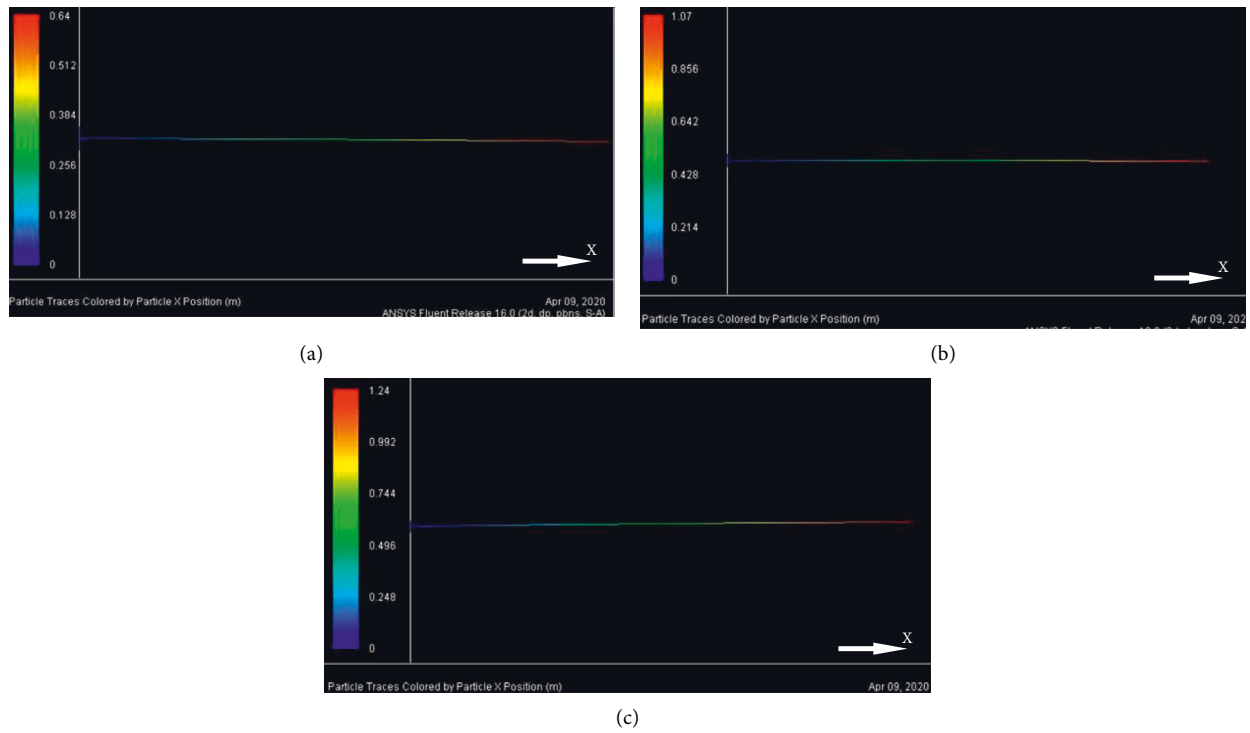 0.64
0.512
0.384
0.256
0.128
0
X
Particle Traces Colored by Particle X Position (m)
Apr 09, 2020
ANSYS Fluent Release 16.0 (2d, dp, pbns, S-A)
(a)
1.07
0.856
0.642
0.428
0.214
0
X
Particle Traces Colored by Particle X Position (m)
Apr 09, 202
(b)
1.24
0.992
0.744
0.496
0.248
0
X
Particle Traces Colored by Particle X Position (m)
Apr 09, 2020
(c)